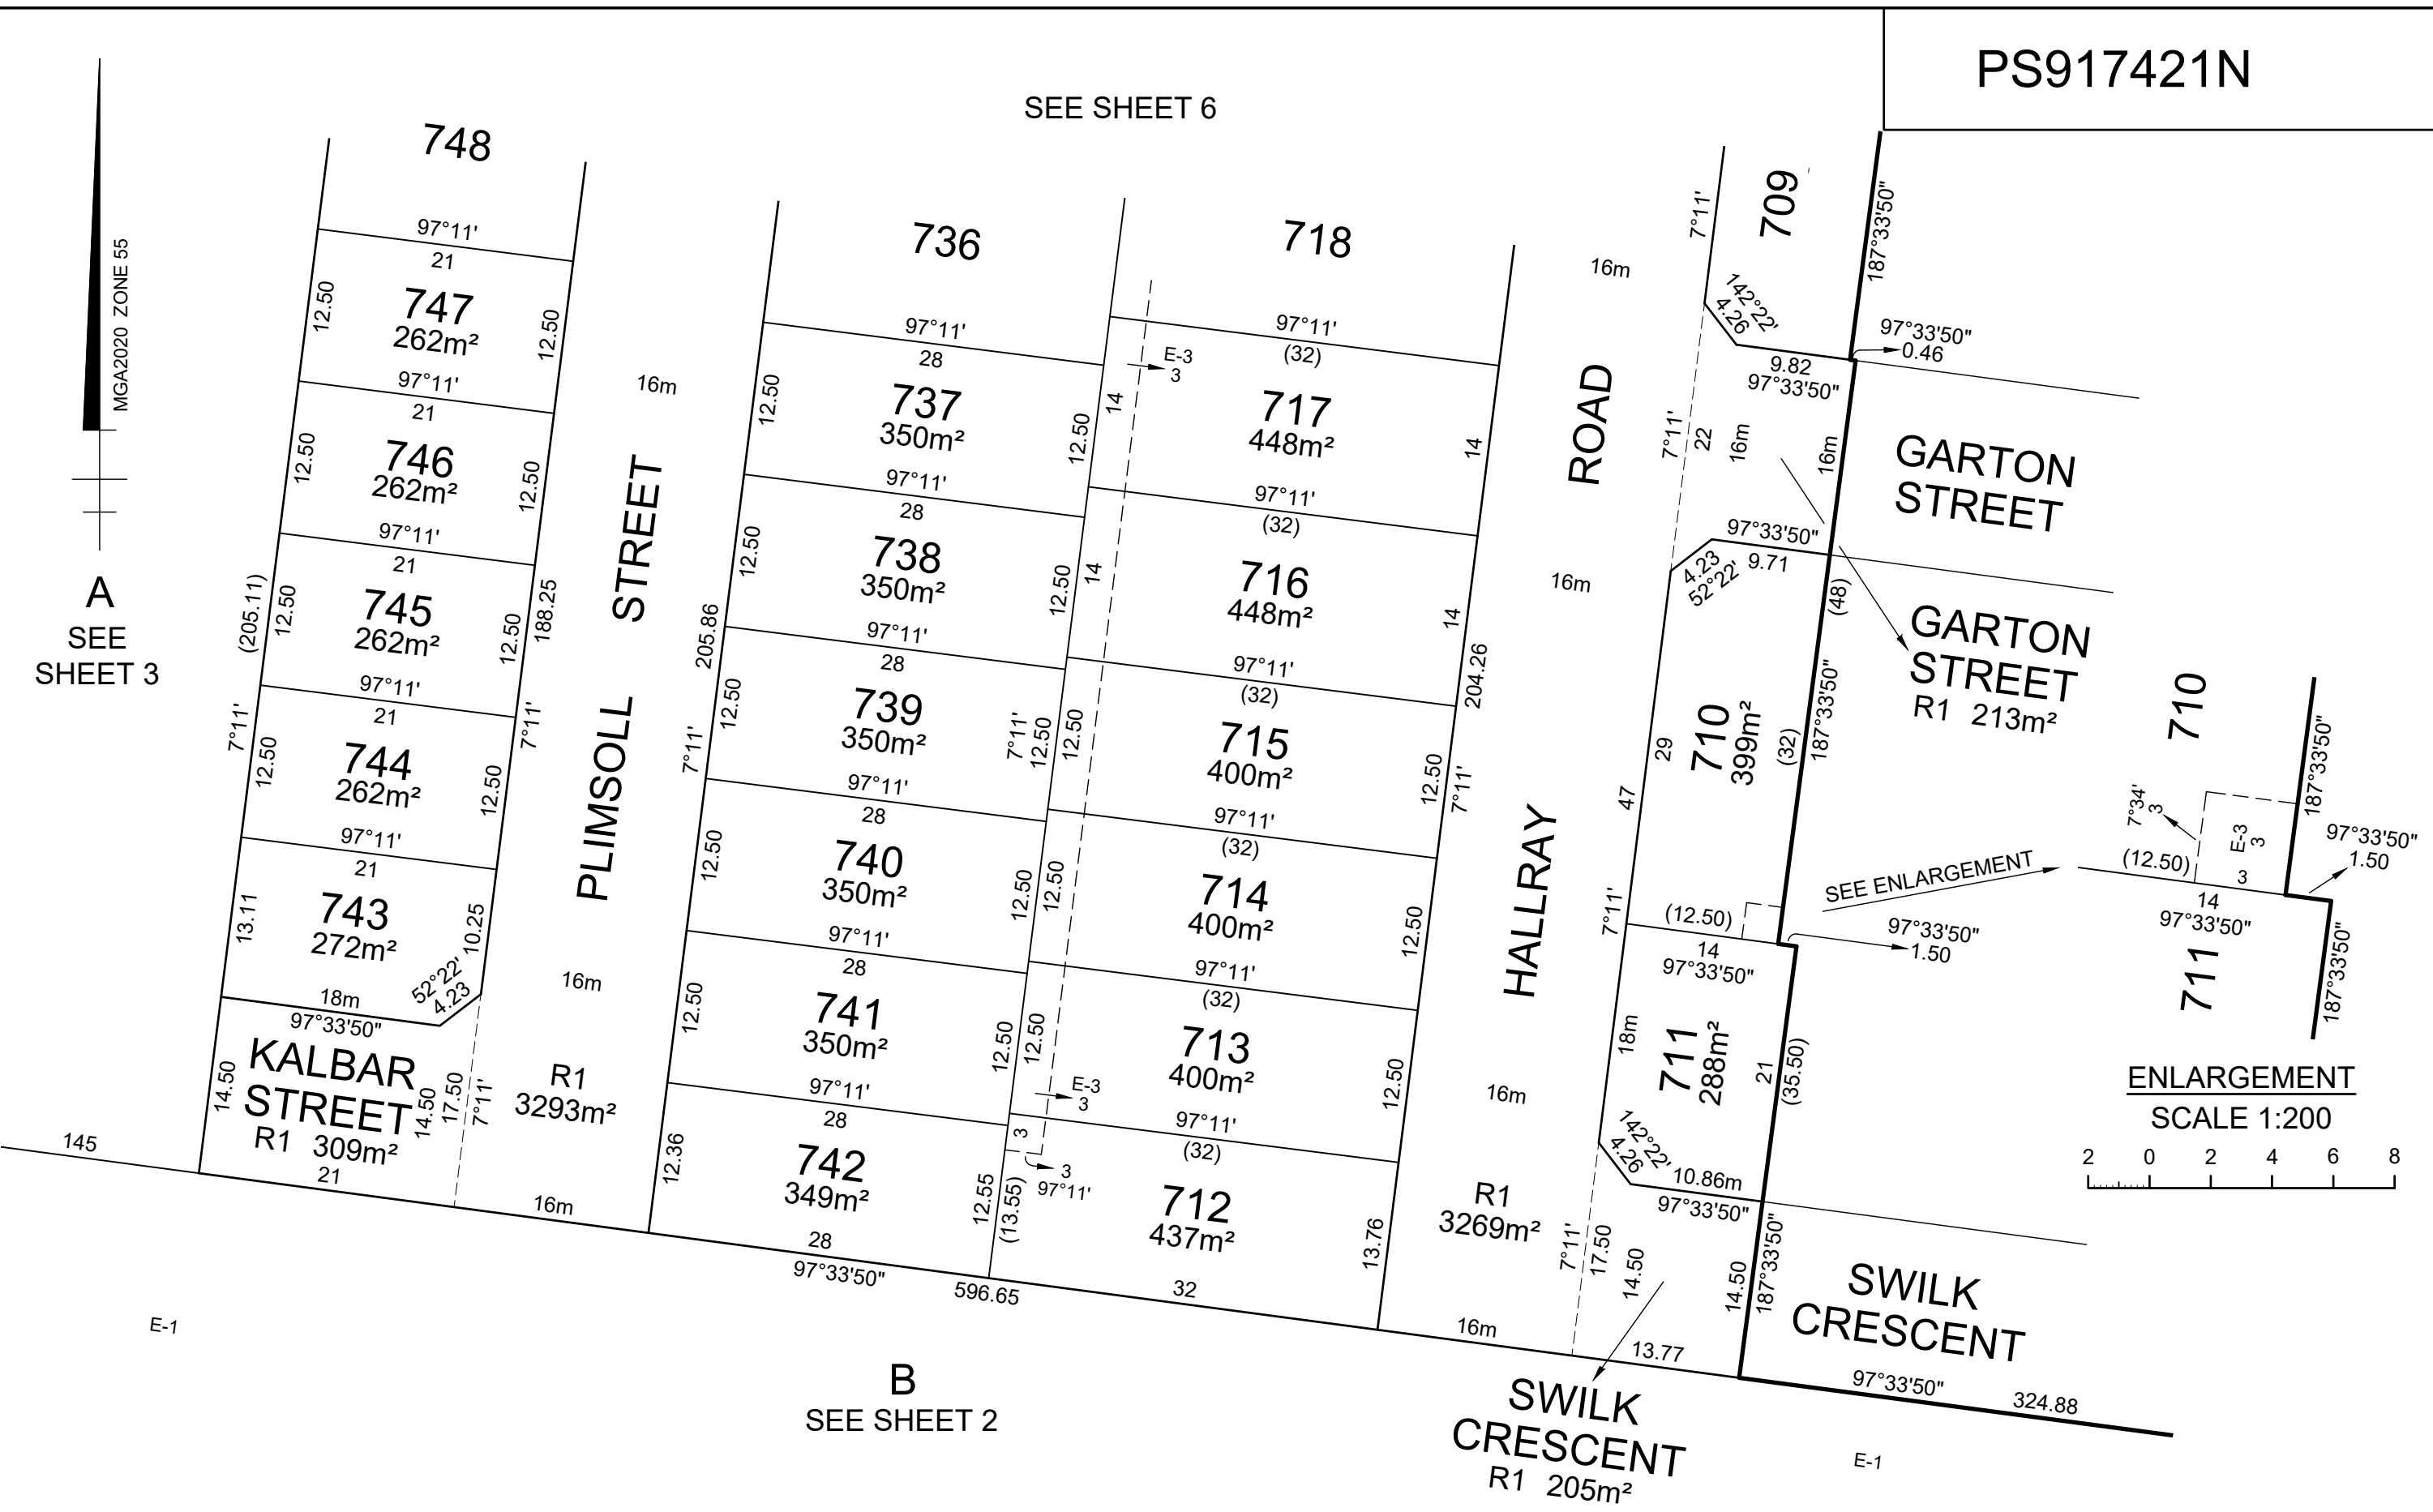 PS917421N
SEE SHEET 6
MGA2020 ZONE 55
A
SEE
SHEET 3
748
97°11'
21
12.50
747
262m²
12.50
97°11'
21
12.50
746
262m²
12.50
97°11'
21
(205.11)
12.50
745
262m²
12.50
188.25
97°11'
21
7°11'
12.50
744
262m²
12.50
7°11'
97°11'
21
13.11
743
272m²
10.25
52°22'
4.23
18m
97°33'50"
KALBAR
STREET
R1 309m²
14.50
14.50
17.50
7°11'
145
21
16m
PLIMSOLL STREET
16m
16m
R1
3293m²
736
97°11'
28
12.50
737
350m²
12.50
97°11'
28
12.50
738
350m²
12.50
97°11'
28
205.86
12.50
7°11'
739
350m²
7°11'
12.50
97°11'
28
12.50
740
350m²
12.50
97°11'
28
12.50
741
350m²
12.50
97°11'
28
12.36
742
349m²
12.55
28
97°33'50"
596.65
718
97°11'
(32)
E-3
3
14
717
448m²
14
97°11'
(32)
14
716
448m²
14
97°11'
(32)
204.26
12.50
715
400m²
12.50
7°11'
97°11'
(32)
12.50
714
400m²
12.50
97°11'
(32)
12.50
713
400m²
12.50
E-3
3
97°11'
(32)
3
3
97°11'
(13.55)
712
437m²
13.76
32
HALLRAY ROAD
16m
16m
16m
R1
3269m²
16m
709
7°11'
187°33'50"
142°22'
4.26
97°33'50"
0.46
9.82
97°33'50"
7°11'
22
16m
16m
GARTON
STREET
97°33'50"
9.71
4.23
52°22'
(48)
GARTON
STREET
R1 213m²
47
29
710
399m²
(32)
187°33'50"
7°11'
(12.50)
14
97°33'50"
SEE ENLARGEMENT
97°33'50"
1.50
18m
711
288m²
21
(35.50)
142°22'
4.26
10.86m
97°33'50"
7°11'
17.50
14.50
14.50
187°33'50"
13.77
SWILK
CRESCENT
97°33'50"
324.88
SWILK
CRESCENT
R1 205m²
E-1
E-1
B
SEE SHEET 2
710
187°33'50"
7°34'
3
E-3
3
97°33'50"
1.50
(12.50)
3
14
97°33'50"
711
187°33'50"
ENLARGEMENT
SCALE 1:200
2 0 2 4 6 8